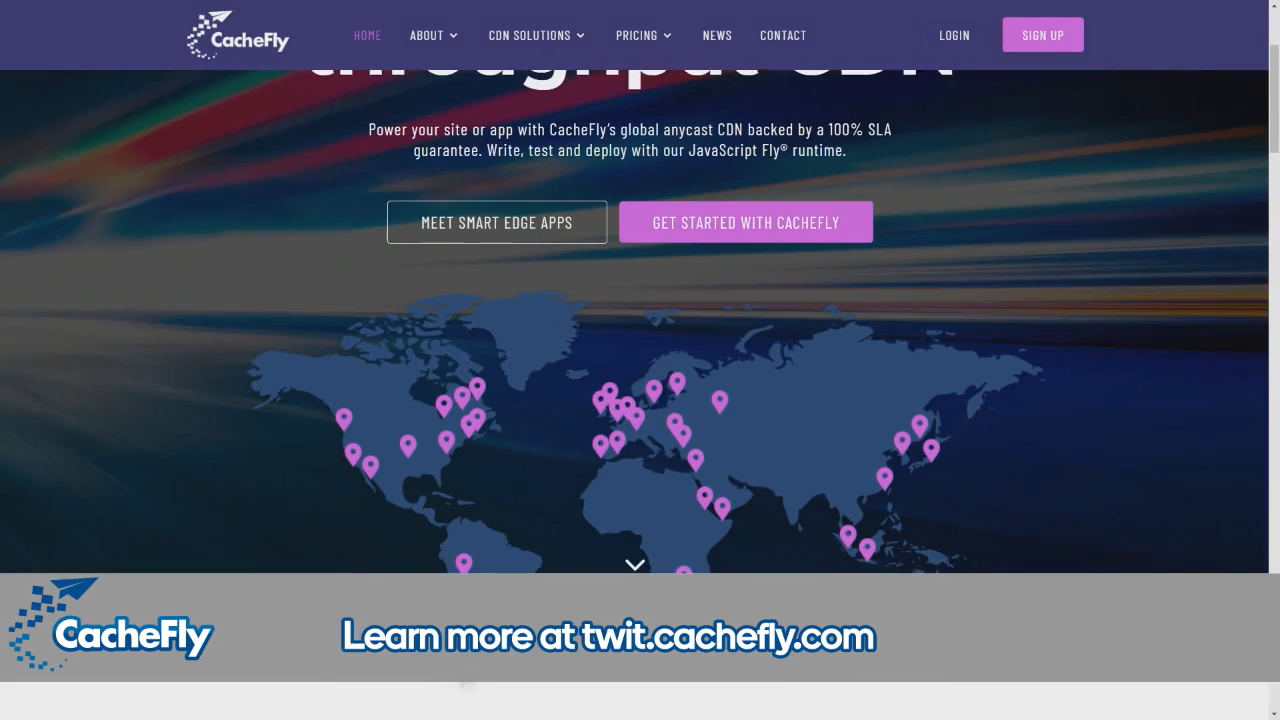 CacheFly
HOME ABOUT CDN SOLUTIONS PRICING NEWS CONTACT LOGIN SIGN UP
throughput CDN
Power your site or app with CacheFly's global anycast CDN backed by a 100% SLA
guarantee. Write, test and deploy with our JavaScript Fly® runtime.
MEET SMART EDGE APPS GET STARTED WITH CACHEFLY
CacheFly
Learn more at twit.cachefly.com